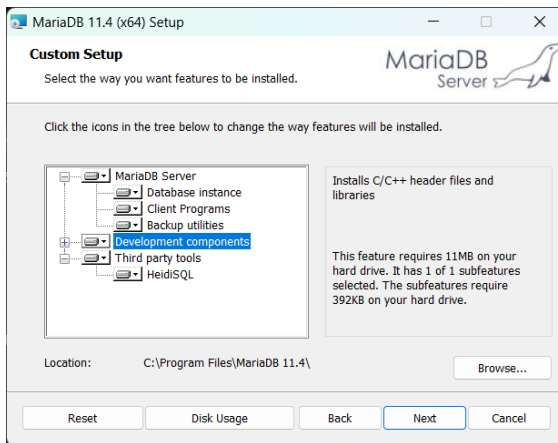 MariaDB 11.4 (x64) Setup
Custom Setup
Select the way you want features to be installed.
MariaDB
Server
Click the icons in the tree below to change the way features will be installed.
MariaDB Server
Database instance
Client Programs
Backup utilities
Development components
Third party tools
HeidiSQL
Installs C/C++ header files and
libraries
This feature requires 11MB on your
hard drive. It has 1 of 1 subfeatures
selected. The subfeatures require
392KB on your hard drive.
Location: C:\Program Files\MariaDB 11.4\
Browse...
Reset Disk Usage Back Next Cancel